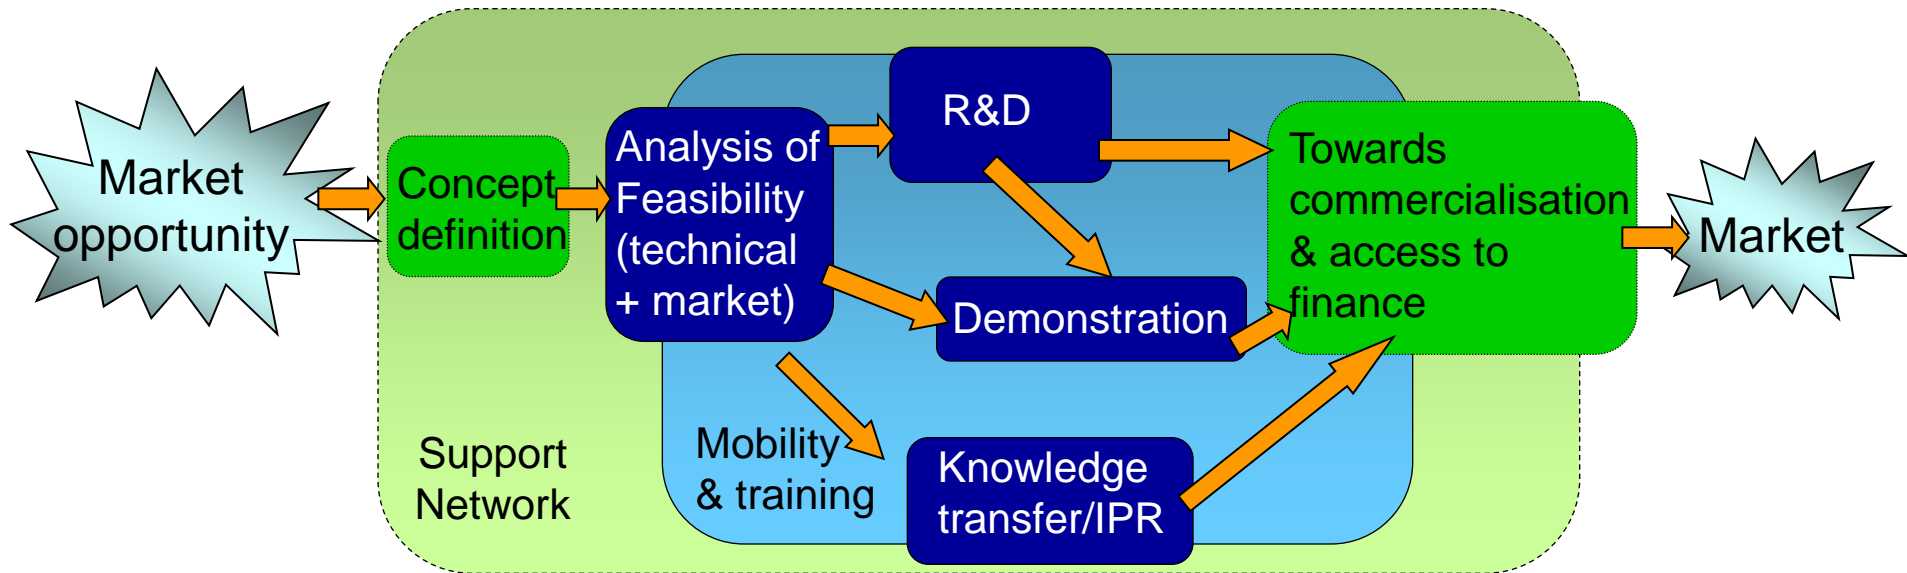 Market
opportunity
Concept
definition
Analysis of
Feasibility
(technical
+ market)
R&D
Demonstration
Knowledge
transfer/IPR
Towards
commercialisation
& access to
finance
Market
Support
Network
Mobility
& training